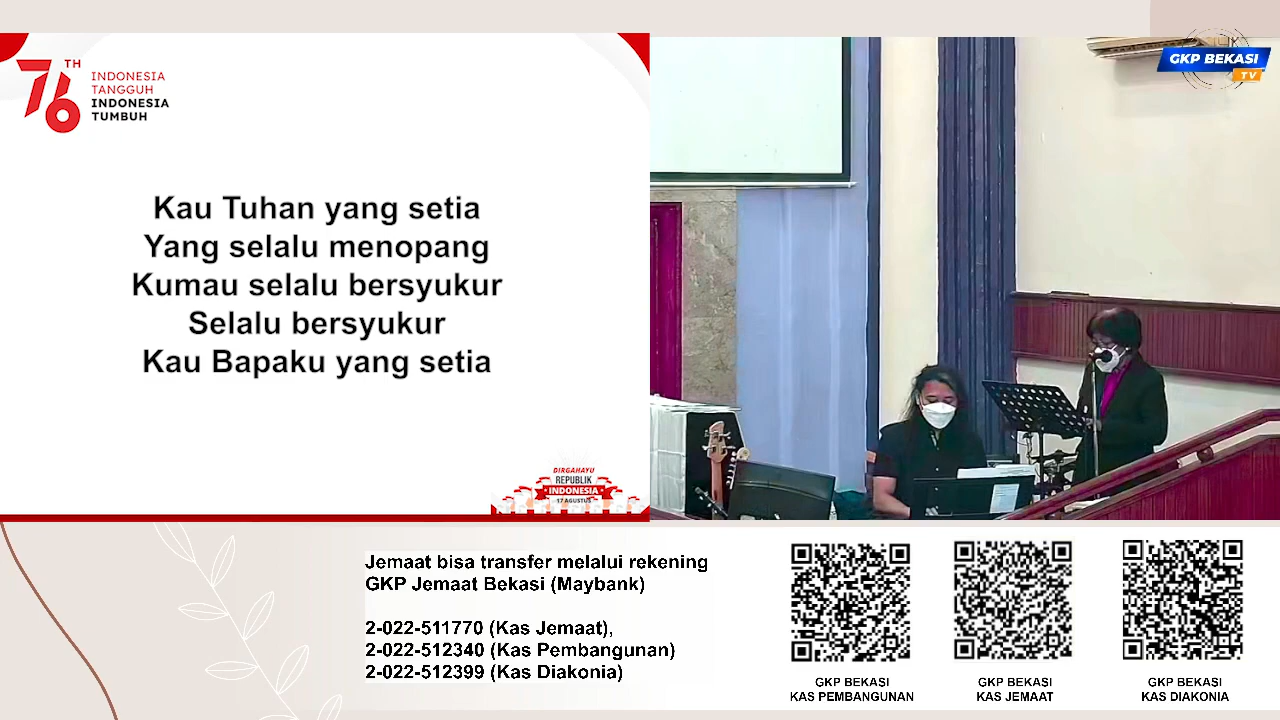 76TH
INDONESIA
TANGGUH
INDONESIA
TUMBUH
Kau Tuhan yang setia
Yang selalu menopang
Kumau selalu bersyukur
Selalu bersyukur
Kau Bapaku yang setia
DIRGAHAYU
REPUBLIK
INDONESIA
17 AGUSTUS
GKP BEKASI
TV
Jemaat bisa transfer melalui rekening
GKP Jemaat Bekasi (Maybank)
2-022-511770 (Kas Jemaat),
2-022-512340 (Kas Pembangunan)
2-022-512399 (Kas Diakonia)
GKP BEKASI
KAS PEMBANGUNAN
GKP BEKASI
KAS JEMAAT
GKP BEKASI
KAS DIAKONIA